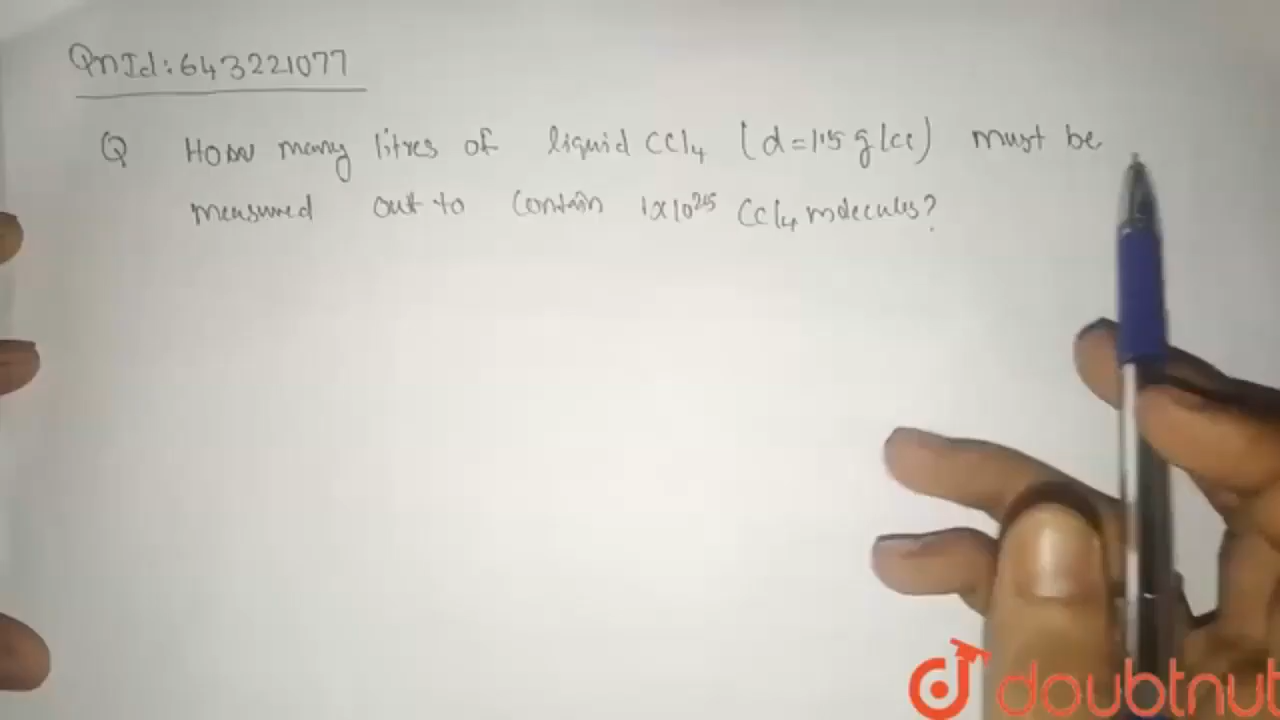 QnId:643221077
Q How many litres of liquid CCl4 (d=1.5 g/cc) must be
measured out to contain 1x10^25 CCl4 molecules?
doubtnut